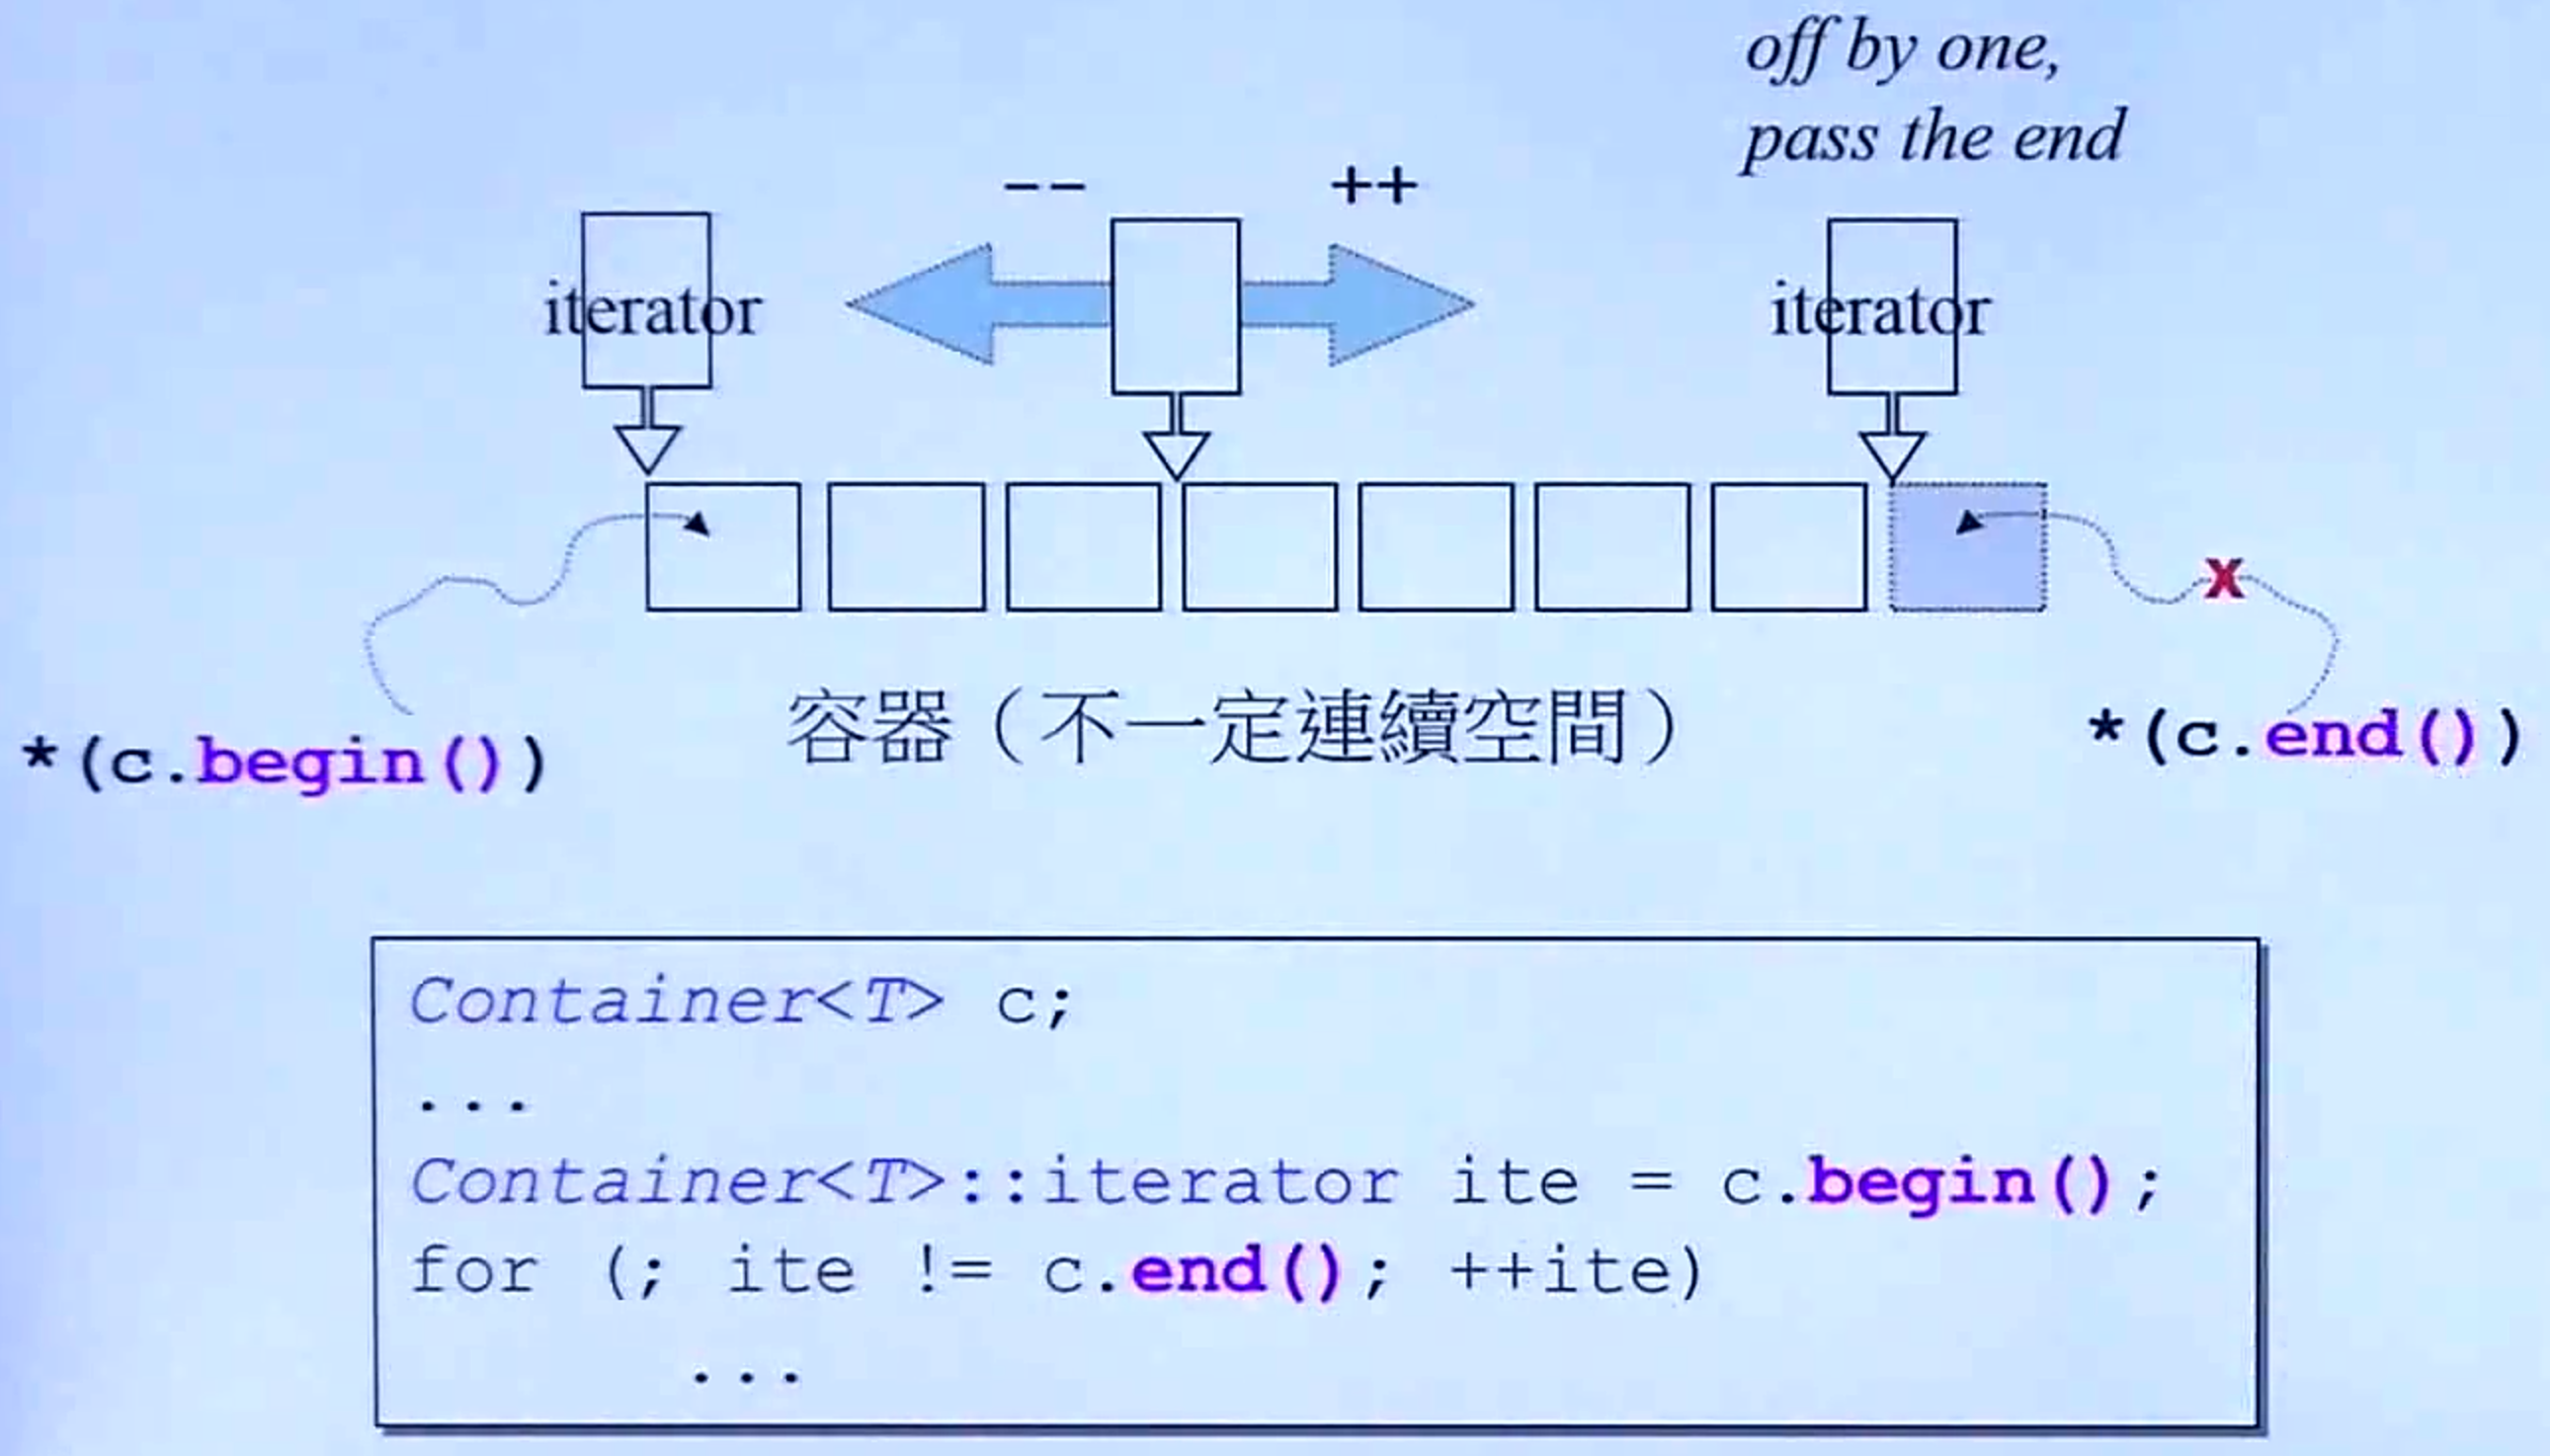 off by one,
pass the end
-- ++
iterator iterator
*(c.begin()) 容器（不一定連續空間） *(c.end())
x
Container<T> c;
...
Container<T>::iterator ite = c.begin();
for (; ite != c.end(); ++ite)
...